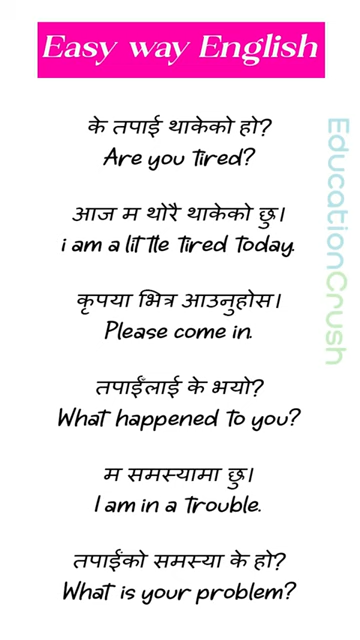 Easy way English
के तपाई थाकेको हो?
Are you tired?
आज म थोरै थाकेको छु।
i am a little tired today.
कृपया भित्र आउनुहोस।
Please come in.
तपाईँलाई के भयो?
What happened to you?
म समस्यामा छु।
I am in a trouble.
तपाईंको समस्या के हो?
What is your problem?
EducationCrush